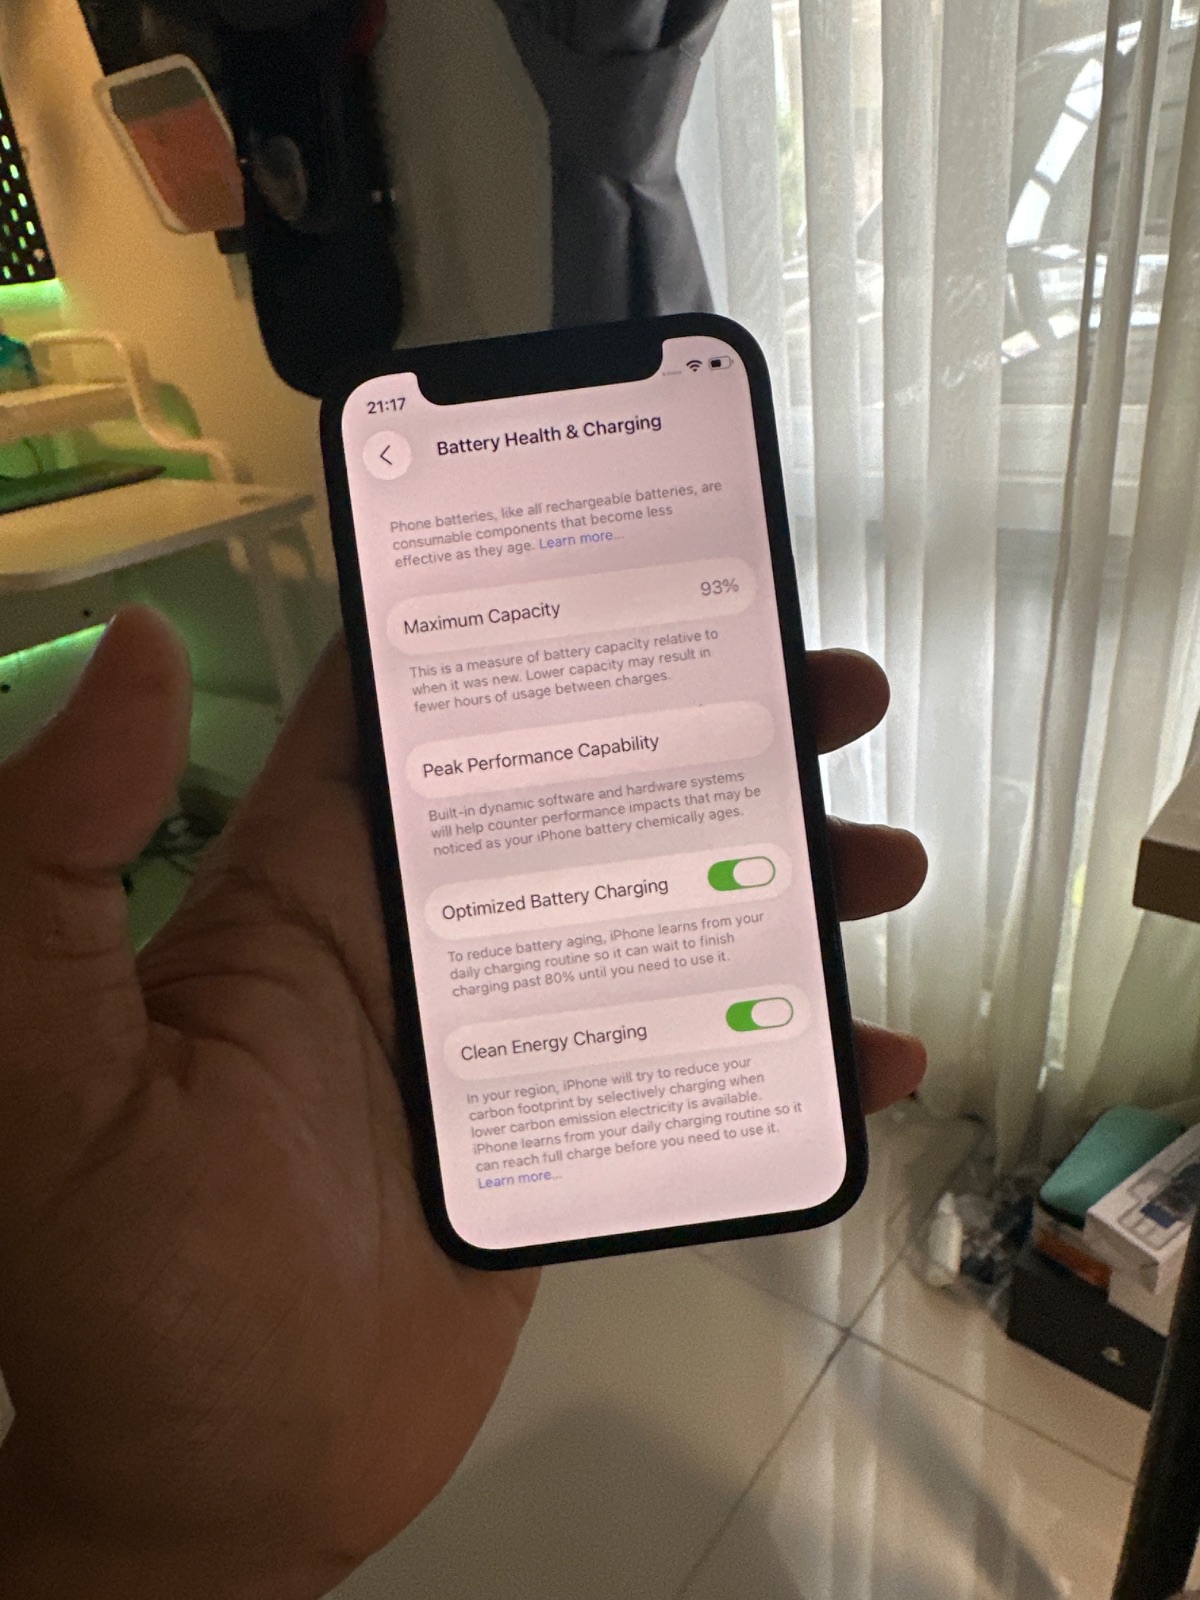 21:17
Battery Health & Charging
Phone batteries, like all rechargeable batteries, are
consumable components that become less
effective as they age. Learn more...
Maximum Capacity
93%
This is a measure of battery capacity relative to
when it was new. Lower capacity may result in
fewer hours of usage between charges.
Peak Performance Capability
Built-in dynamic software and hardware systems
will help counter performance impacts that may be
noticed as your iPhone battery chemically ages.
Optimized Battery Charging
To reduce battery aging, iPhone learns from your
daily charging routine so it can wait to finish
charging past 80% until you need to use it.
Clean Energy Charging
In your region, iPhone will try to reduce your
carbon footprint by selectively charging when
lower carbon emission electricity is available.
iPhone learns from your daily charging routine so it
can reach full charge before you need to use it.
Learn more...